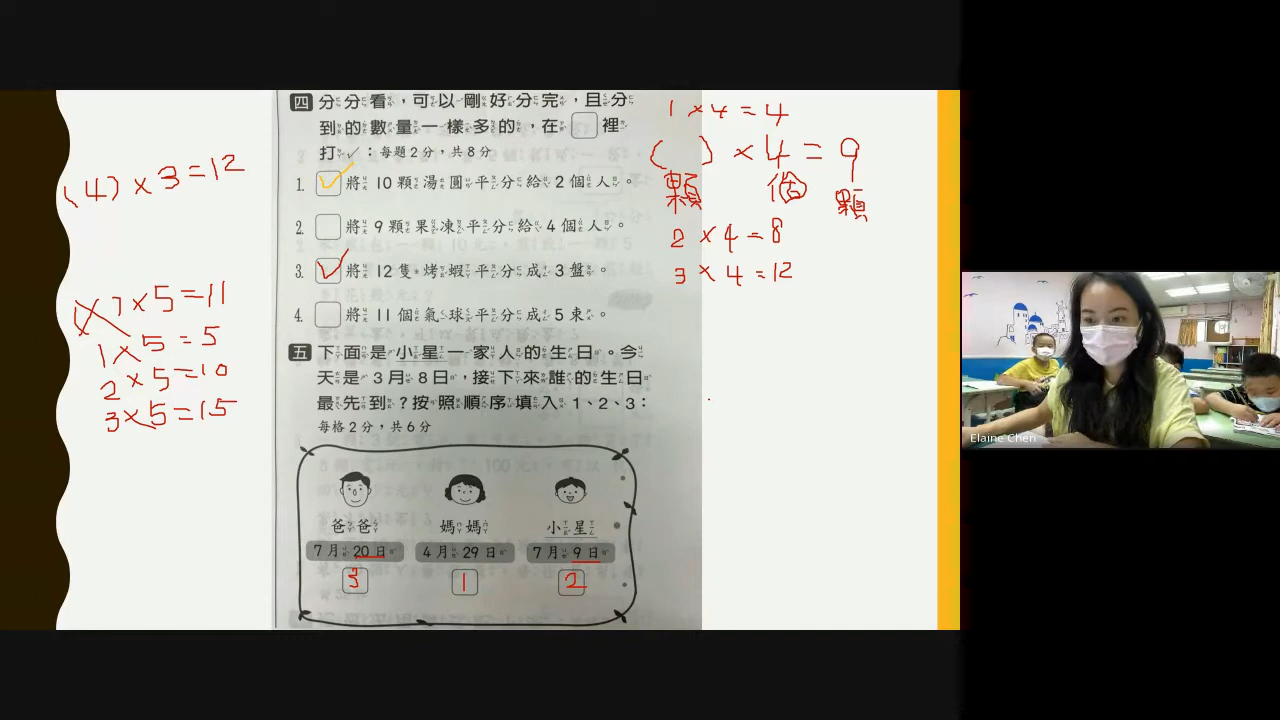 四 分分看，可以剛好分完，且分
到的數量一樣多的，在□裡
打✓：每題2分，共8分
1. ✓ 將10顆湯圓平分給2個人。
2. □ 將9顆果凍平分給4個人。
3. ✓ 將12隻烤蝦平分成3盤。
4. □ 將11個氣球平分成5束。
五 下面是小星一家人的生日。今
天是3月8日，接下來誰的生日
最先到？按照順序填入1、2、3：
每格2分，共6分
爸爸 媽媽 小星
7月20日 4月29日 7月9日
3 1 2
(4)×3=12
( )×5=11
1×5=5
2×5=10
3×5=15
1×4=4
( )×4=9
顆 個 顆
2×4=8
3×4=12
Elaine Chen